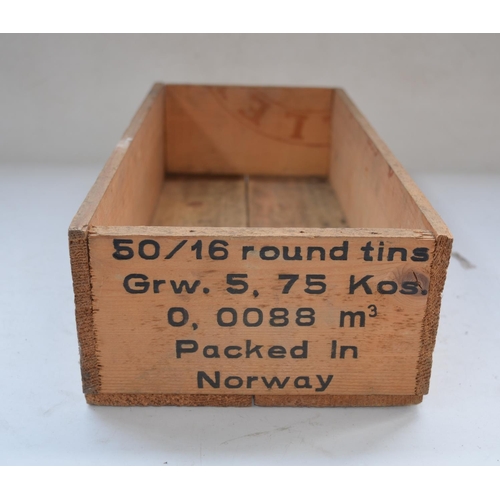 50/16 round tins
Grw. 5, 75 Kos.
0, 0088 m³
Packed In
Norway